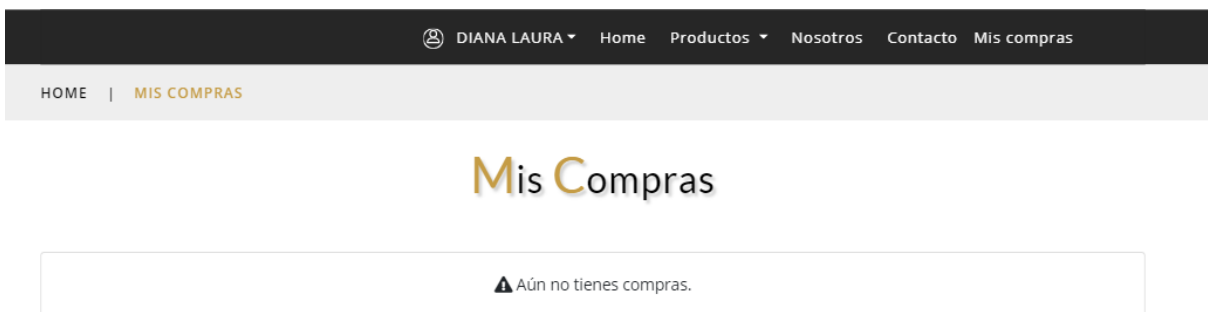 DIANA LAURA Home Productos Nosotros Contacto Mis compras
HOME | MIS COMPRAS
Mis Compras
Aún no tienes compras.